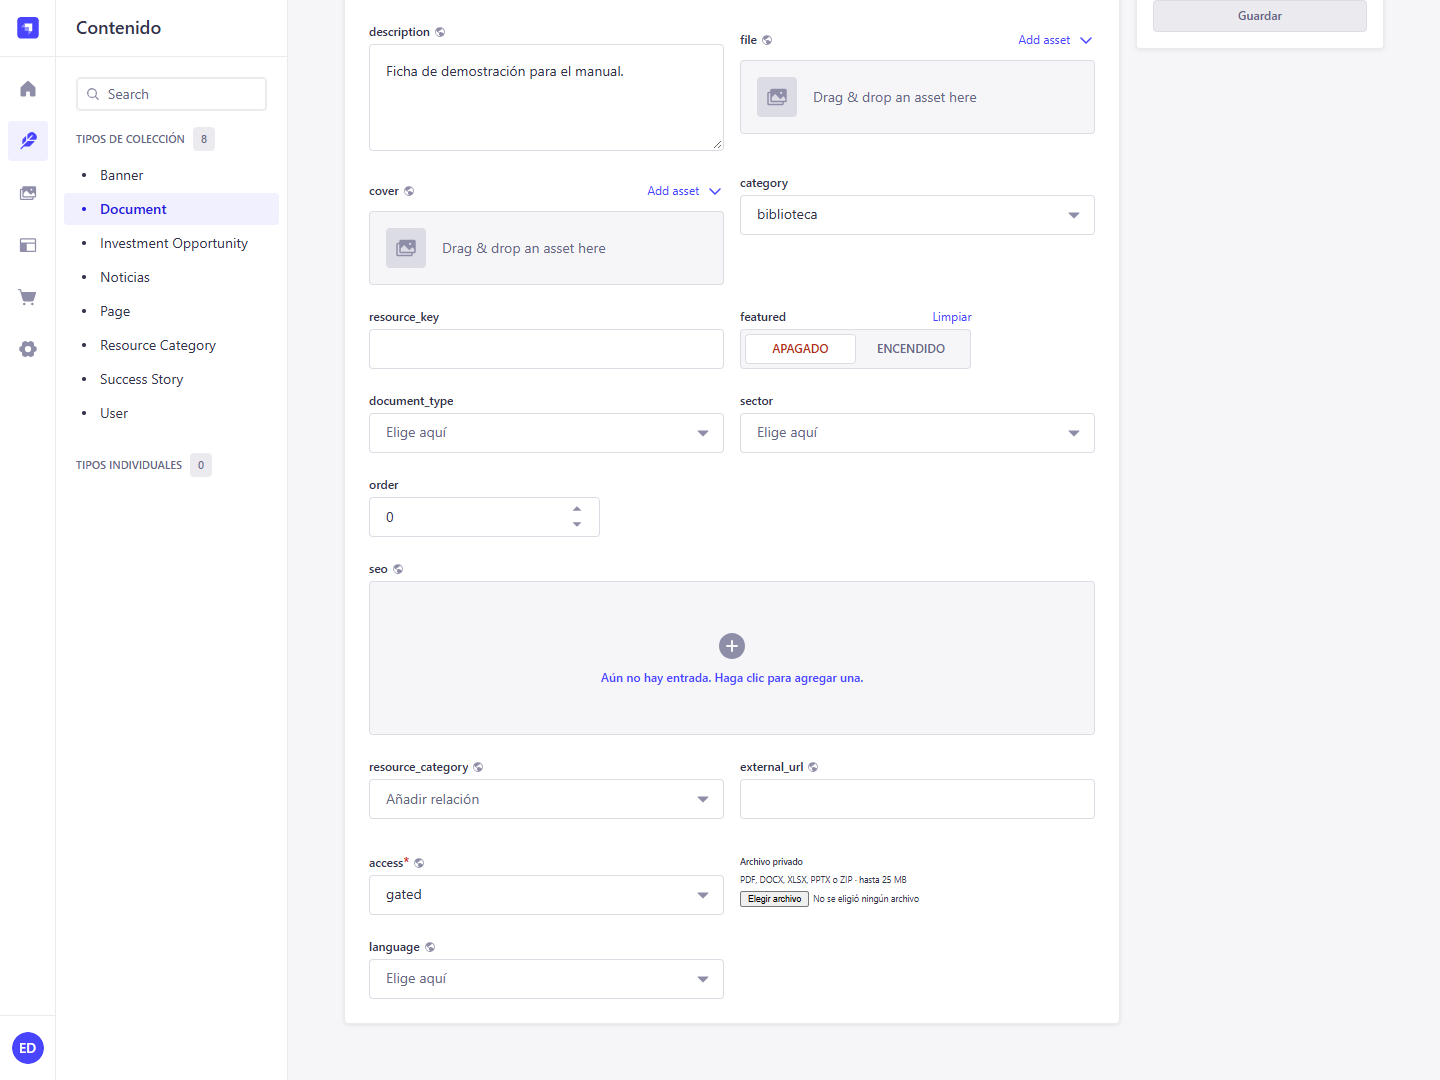 Contenido
Search
TIPOS DE COLECCIÓN 8
Banner
Document
Investment Opportunity
Noticias
Page
Resource Category
Success Story
User
TIPOS INDIVIDUALES 0
ED
description
Ficha de demostración para el manual.
file
Add asset
Drag & drop an asset here
cover
Add asset
Drag & drop an asset here
category
biblioteca
resource_key
featured
Limpiar
APAGADO
ENCENDIDO
document_type
Elige aquí
sector
Elige aquí
order
0
seo
Aún no hay entrada. Haga clic para agregar una.
resource_category
Añadir relación
external_url
access*
gated
Archivo privado
PDF, DOCX, XLSX, PPTX o ZIP · hasta 25 MB
Elegir archivo No se eligió ningún archivo
language
Elige aquí
Guardar